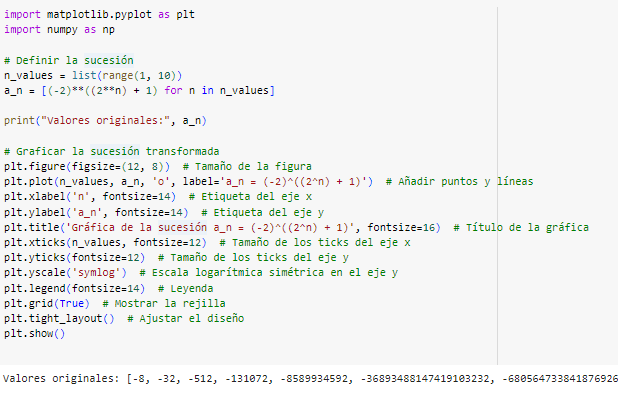 import matplotlib.pyplot as plt
import numpy as np
# Definir la sucesión
n_values = list(range(1, 10))
a_n = [(-2)**((2**n) + 1) for n in n_values]
print("Valores originales:", a_n)
# Graficar la sucesión transformada
plt.figure(figsize=(12, 8))  # Tamaño de la figura
plt.plot(n_values, a_n, 'o', label='a_n = (-2)^((2^n) + 1)')  # Añadir puntos y líneas
plt.xlabel('n', fontsize=14)  # Etiqueta del eje x
plt.ylabel('a_n', fontsize=14)  # Etiqueta del eje y
plt.title('Gráfica de la sucesión a_n = (-2)^((2^n) + 1)', fontsize=16)  # Título de la gráfica
plt.xticks(n_values, fontsize=12)  # Tamaño de los ticks del eje x
plt.yticks(fontsize=12)  # Tamaño de los ticks del eje y
plt.yscale('symlog')  # Escala logarítmica simétrica en el eje y
plt.legend(fontsize=14)  # Leyenda
plt.grid(True)  # Mostrar la rejilla
plt.tight_layout()  # Ajustar el diseño
plt.show()
Valores originales: [-8, -32, -512, -131072, -8589934592, -36893488147419103232, -680564733841876926